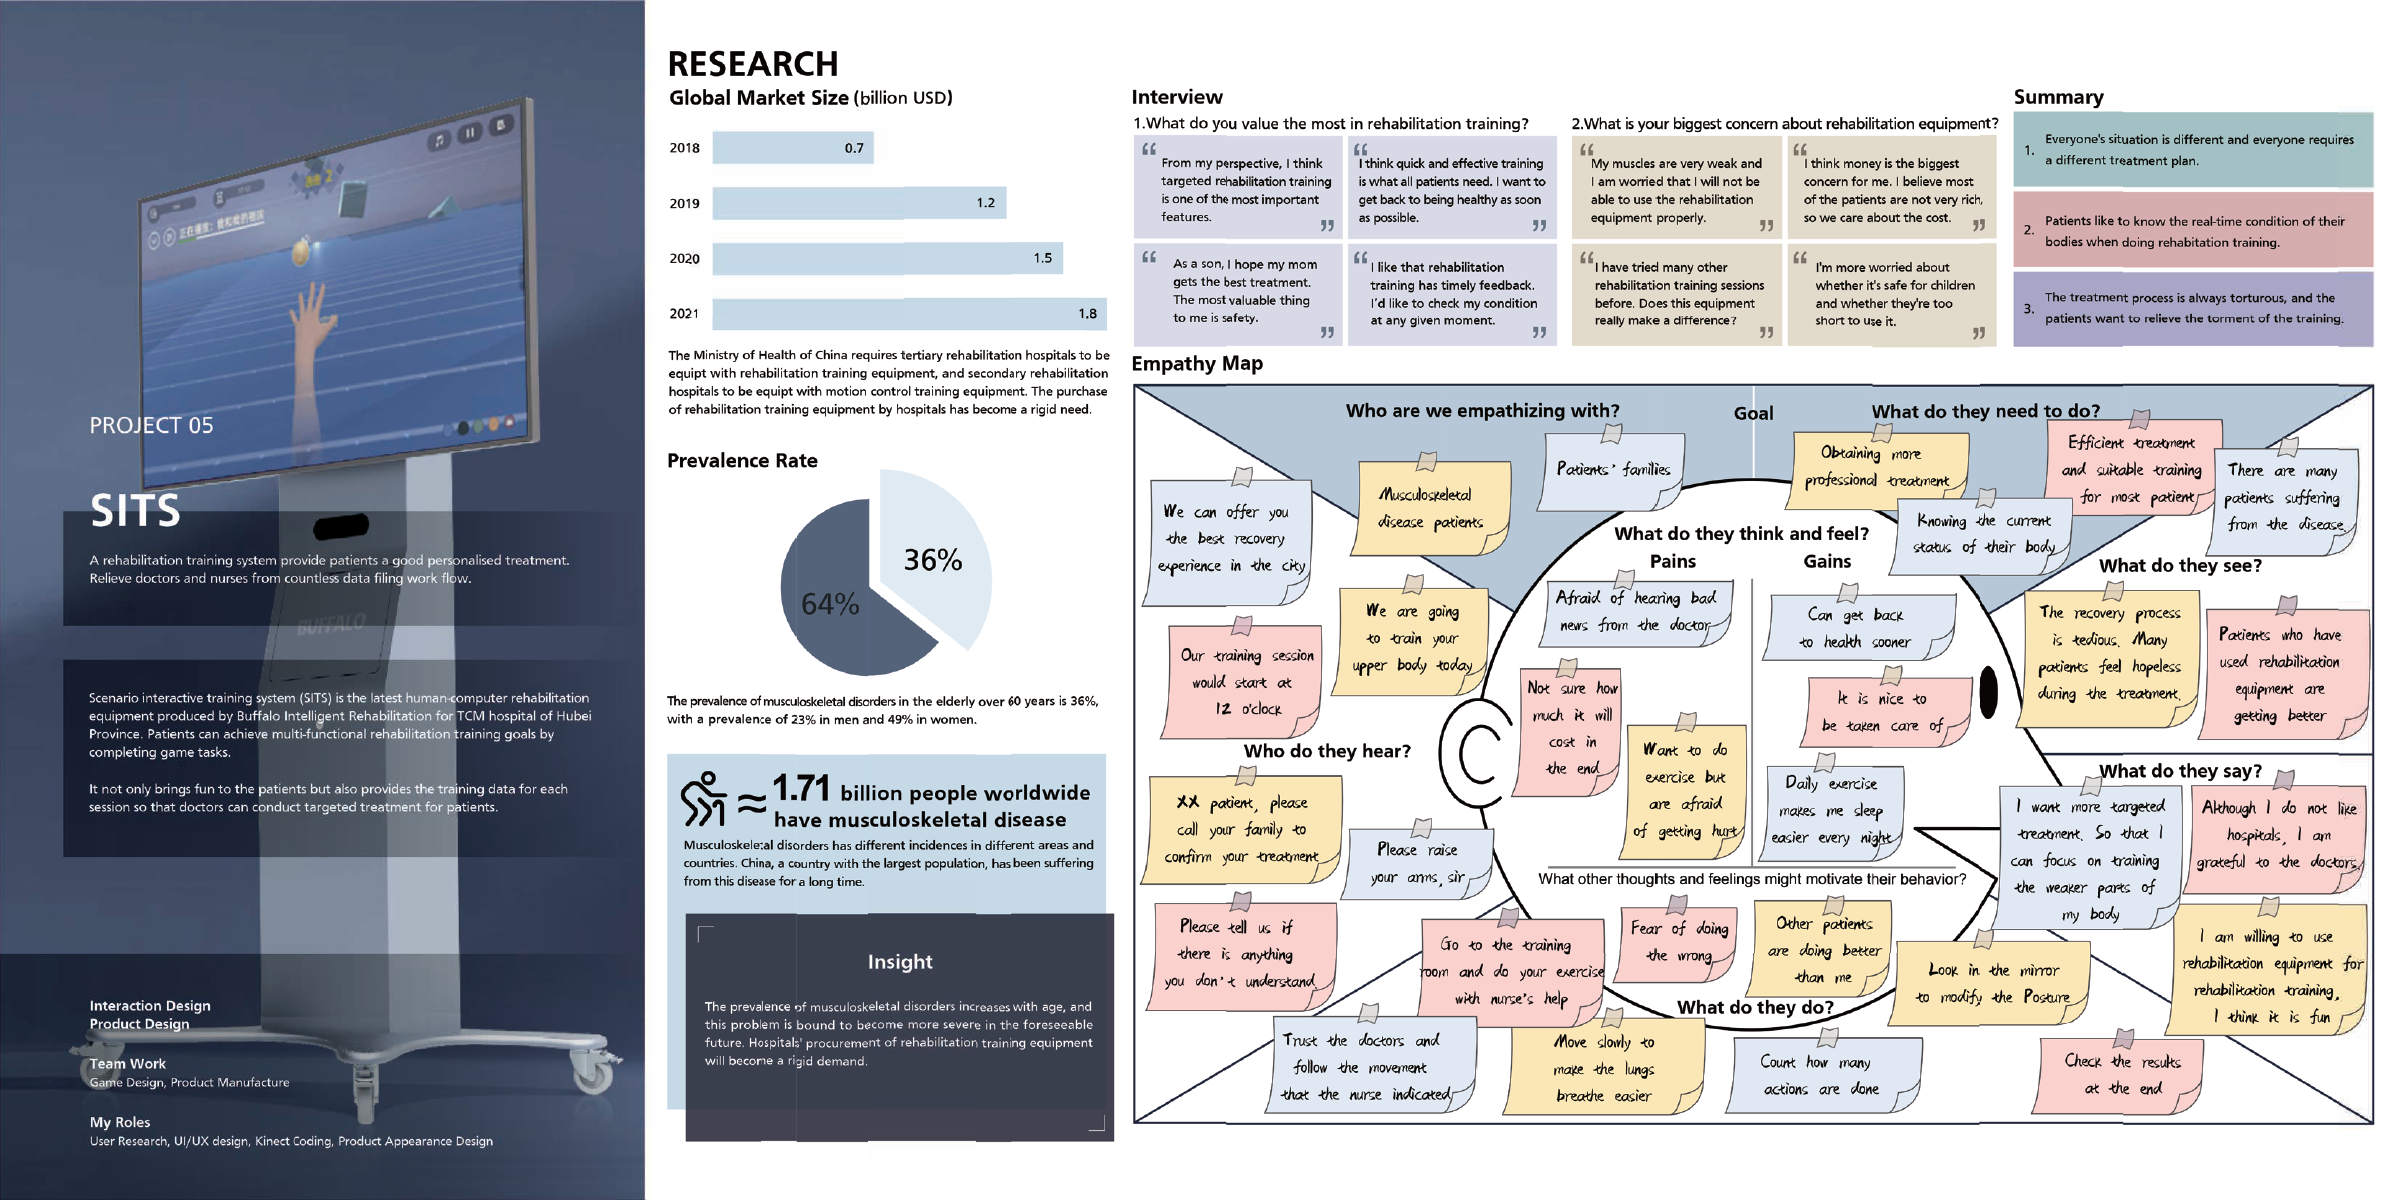 正在播放：我和我的祖国
PROJECT 05
SITS
A rehabilitation training system provide patients a good personalised treatment.
Relieve doctors and nurses from countless data filing work flow.
BUFFALO
Scenario interactive training system (SITS) is the latest human-computer rehabilitation
equipment produced by Buffalo Intelligent Rehabilitation for TCM hospital of Hubei
Province. Patients can achieve multi-functional rehabilitation training goals by
completing game tasks.
It not only brings fun to the patients but also provides the training data for each
session so that doctors can conduct targeted treatment for patients.
Interaction Design
Product Design
Team Work
Game Design, Product Manufacture
My Roles
User Research, UI/UX design, Kinect Coding, Product Appearance Design
RESEARCH
Global Market Size (billion USD)
2018 0.7
2019 1.2
2020 1.5
2021 1.8
The Ministry of Health of China requires tertiary rehabilitation hospitals to be
equipt with rehabilitation training equipment, and secondary rehabilitation
hospitals to be equipt with motion control training equipment. The purchase
of rehabilitation training equipment by hospitals has become a rigid need.
Prevalence Rate
36%
64%
The prevalence of musculoskeletal disorders in the elderly over 60 years is 36%,
with a prevalence of 23% in men and 49% in women.
≈ 1.71 billion people worldwide
have musculoskeletal disease
Musculoskeletal disorders has different incidences in different areas and
countries. China, a country with the largest population, has been suffering
from this disease for a long time.
Insight
The prevalence of musculoskeletal disorders increases with age, and
this problem is bound to become more severe in the foreseeable
future. Hospitals' procurement of rehabilitation training equipment
will become a rigid demand.
Interview
1.What do you value the most in rehabilitation training?
“ From my perspective, I think
targeted rehabilitation training
is one of the most important
features. ”
“ I think quick and effective training
is what all patients need. I want to
get back to being healthy as soon
as possible. ”
“ As a son, I hope my mom
gets the best treatment.
The most valuable thing
to me is safety. ”
“ I like that rehabilitation
training has timely feedback.
I'd like to check my condition
at any given moment. ”
2.What is your biggest concern about rehabilitation equipment?
“ My muscles are very weak and
I am worried that I will not be
able to use the rehabilitation
equipment properly. ”
“ I think money is the biggest
concern for me. I believe most
of the patients are not very rich,
so we care about the cost. ”
“ I have tried many other
rehabilitation training sessions
before. Does this equipment
really make a difference? ”
“ I'm more worried about
whether it's safe for children
and whether they're too
short to use it. ”
Summary
1. Everyone's situation is different and everyone requires
a different treatment plan.
2. Patients like to know the real-time condition of their
bodies when doing rehabitation training.
3. The treatment process is always torturous, and the
patients want to relieve the torment of the training.
Empathy Map
Who are we empathizing with?
Goal
What do they need to do?
Musculoskeletal
disease patients
Patients' families
Obtaining more
professional treatment
Efficient treatment
and suitable training
for most patient
Knowing the current
status of their body
There are many
patients suffering
from the disease
What do they see?
The recovery process
is tedious. Many
patients feel hopeless
during the treatment.
Patients who have
used rehabilitation
equipment are
getting better
We can offer you
the best recovery
experience in the city
We are going
to train your
upper body today
Our training session
would start at
12 o'clock
Who do they hear?
XX patient, please
call your family to
confirm your treatment
Please raise
your arms, sir
Please tell us if
there is anything
you don't understand
What do they think and feel?
Pains
Gains
Afraid of hearing bad
news from the doctor
Not sure how
much it will
cost in
the end
Want to do
exercise but
are afraid
of getting hurt
Can get back
to health sooner
It is nice to
be taken care of
Daily exercise
makes me sleep
easier every night
What other thoughts and feelings might motivate their behavior?
Fear of doing
the wrong
Other patients
are doing better
than me
What do they say?
I want more targeted
treatment. So that I
can focus on training
the weaker parts of
my body
Although I do not like
hospitals, I am
grateful to the doctors
I am willing to use
rehabilitation equipment for
rehabilitation training,
I think it is fun
What do they do?
Go to the training
room and do your exercise
with nurse's help
Look in the mirror
to modify the Posture
Trust the doctors and
follow the movement
that the nurse indicated
Move slowly to
make the lungs
breathe easier
Count how many
actions are done
Check the results
at the end